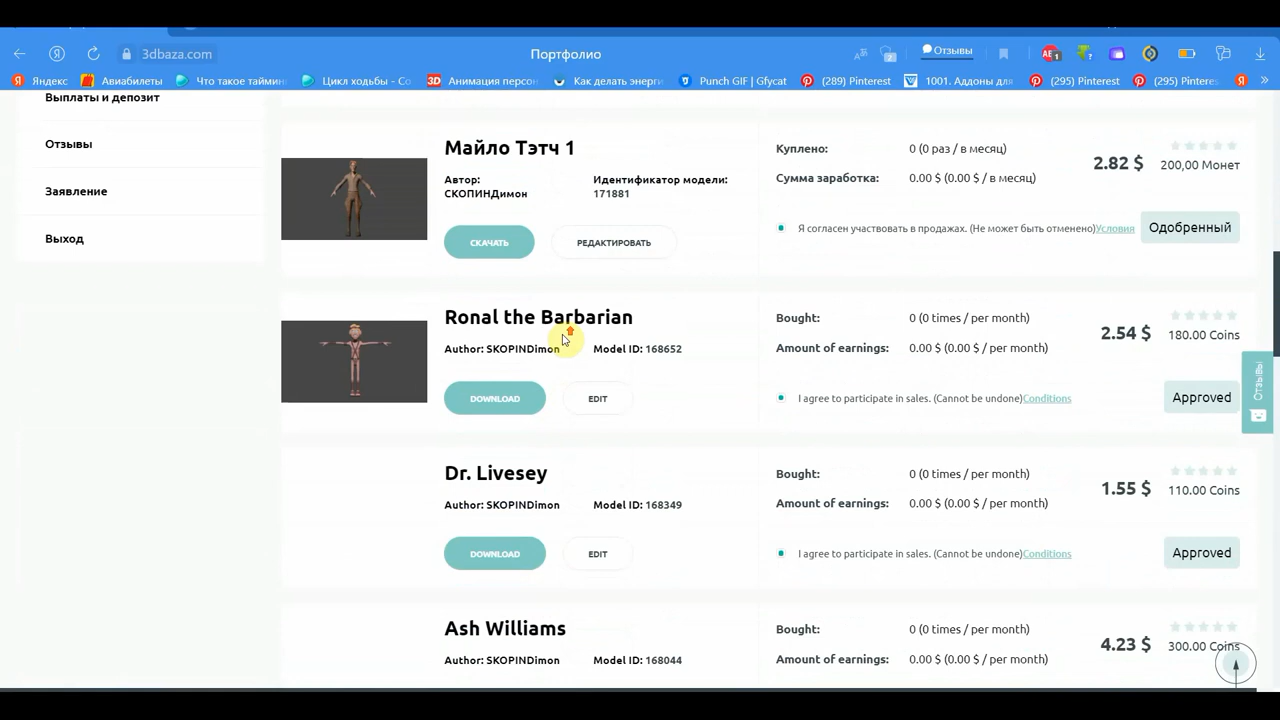 3dbaza.com
Портфолио
Отзывы
Яндекс
Авиабилеты
Что такое таймин
Цикл ходьбы - Со
3D Анимация персон
Как делать энерги
Punch GIF | Gfycat
(289) Pinterest
1001. Аддоны дл
(295) Pinterest
(295) Pinteres
Выплаты и депозит
Отзывы
Заявление
Выход
Майло Тэтч 1
Автор:
СКОПИНДимон
Идентификатор модели:
171881
СКАЧАТЬ
РЕДАКТИРОВАТЬ
Куплено: 0 (0 раз / в месяц)
Сумма заработка: 0.00 $ (0.00 $ / в месяц)
2.82 $
200,00 Монет
Я согласен участвовать в продажах. (Не может быть отменено)Условия
Одобренный
Ronal the Barbarian
Author: SKOPINDimon
Model ID: 168652
DOWNLOAD
EDIT
Bought: 0 (0 times / per month)
Amount of earnings: 0.00 $ (0.00 $ / per month)
2.54 $
180.00 Coins
I agree to participate in sales. (Cannot be undone)Conditions
Approved
Отзывы
Dr. Livesey
Author: SKOPINDimon
Model ID: 168349
DOWNLOAD
EDIT
Bought: 0 (0 times / per month)
Amount of earnings: 0.00 $ (0.00 $ / per month)
1.55 $
110.00 Coins
I agree to participate in sales. (Cannot be undone)Conditions
Approved
Ash Williams
Author: SKOPINDimon
Model ID: 168044
Bought: 0 (0 times / per month)
Amount of earnings: 0.00 $ (0.00 $ / per month)
4.23 $
300.00 Coins